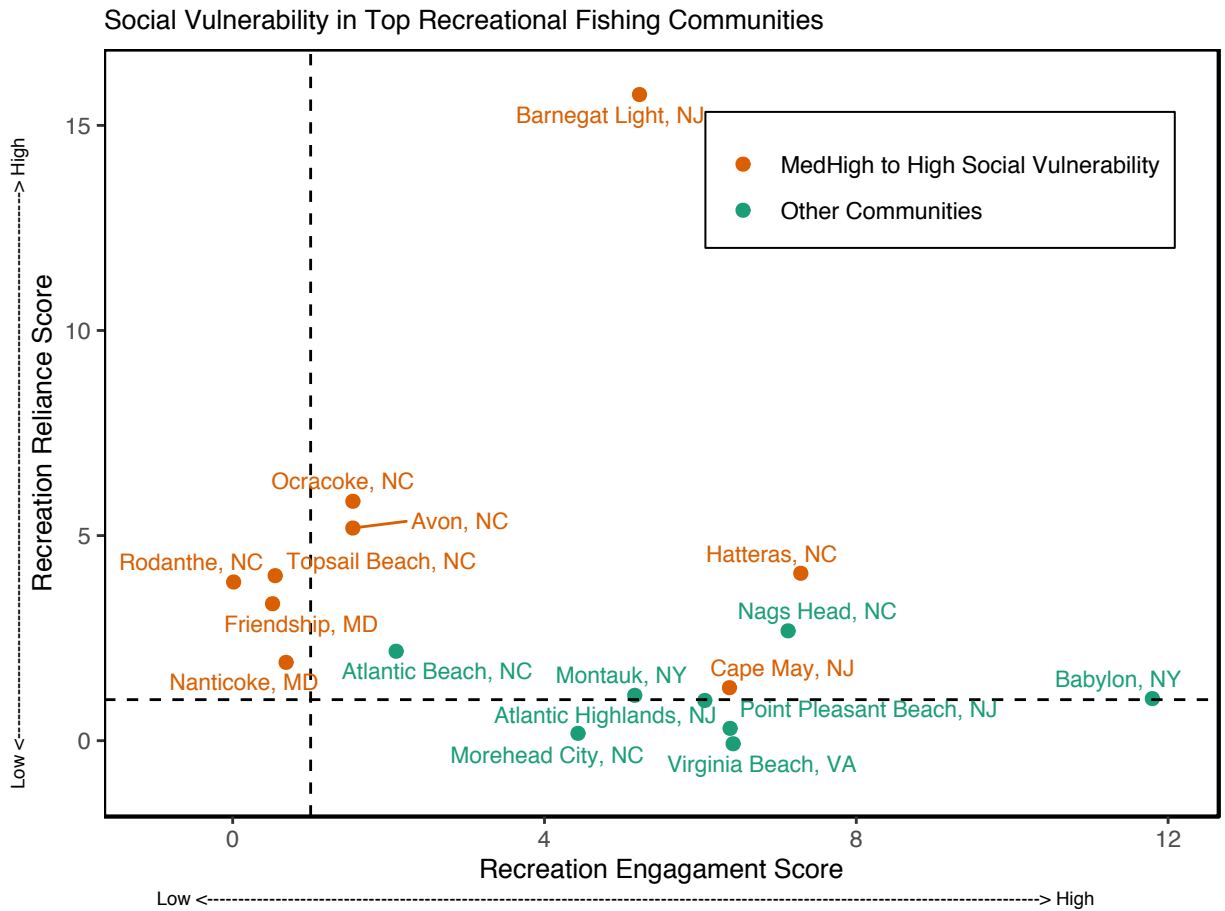 Social Vulnerability in Top Recreational Fishing Communities
Barnegat Light, NJ
MedHigh to High Social Vulnerability
Other Communities
Ocracoke, NC
Avon, NC
Rodanthe, NC
Topsail Beach, NC
Friendship, MD
Nanticoke, MD
Atlantic Beach, NC
Hatteras, NC
Nags Head, NC
Cape May, NJ
Montauk, NY
Babylon, NY
Atlantic Highlands, NJ
Point Pleasant Beach, NJ
Morehead City, NC
Virginia Beach, VA
15
10
5
0
Recreation Reliance Score
Low <--------------------------------------------------------------------------------> High
0
4
8
12
Recreation Engagament Score
Low <--------------------------------------------------------------------------------> High